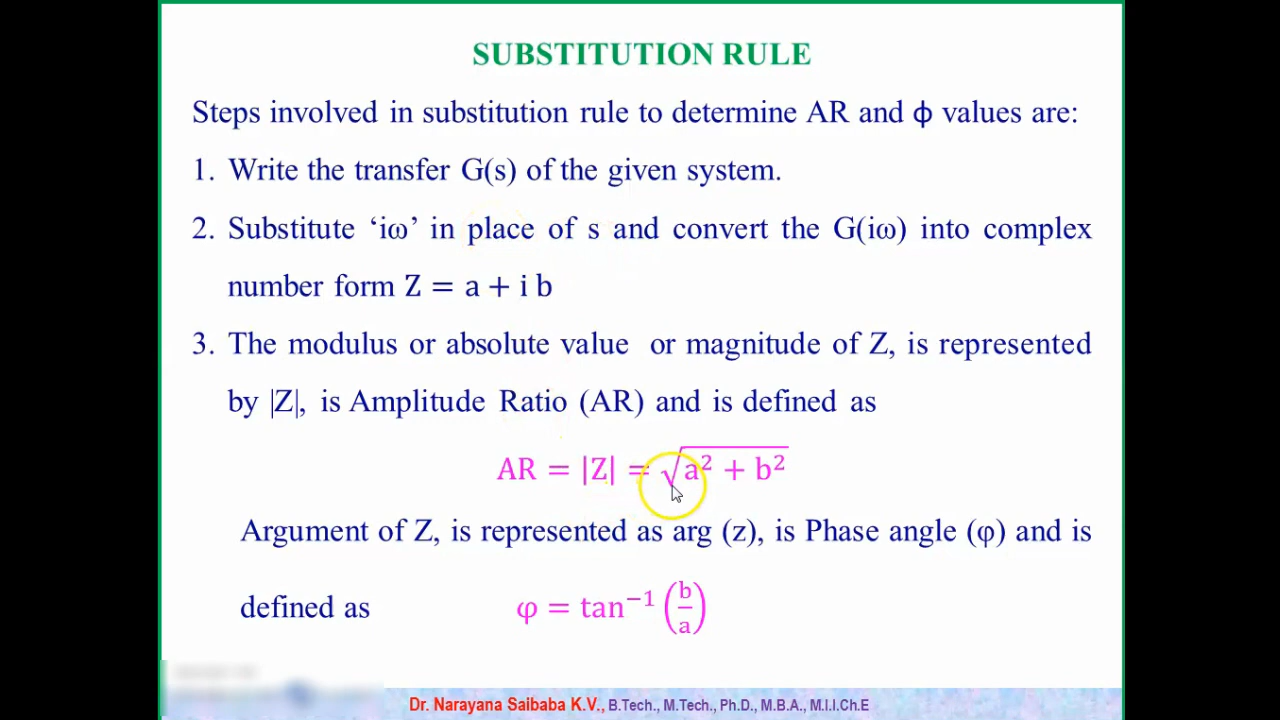 SUBSTITUTION RULE
Steps involved in substitution rule to determine AR and ϕ values are:
1. Write the transfer G(s) of the given system.
2. Substitute ‘iω’ in place of s and convert the G(iω) into complex
number form Z = a + i b
3. The modulus or absolute value or magnitude of Z, is represented
by |Z|, is Amplitude Ratio (AR) and is defined as
AR = |Z| = √a² + b²
Argument of Z, is represented as arg (z), is Phase angle (φ) and is
defined as φ = tan⁻¹ (b/a)
Dr. Narayana Saibaba K.V., B.Tech., M.Tech., Ph.D., M.B.A., M.I.I.Ch.E